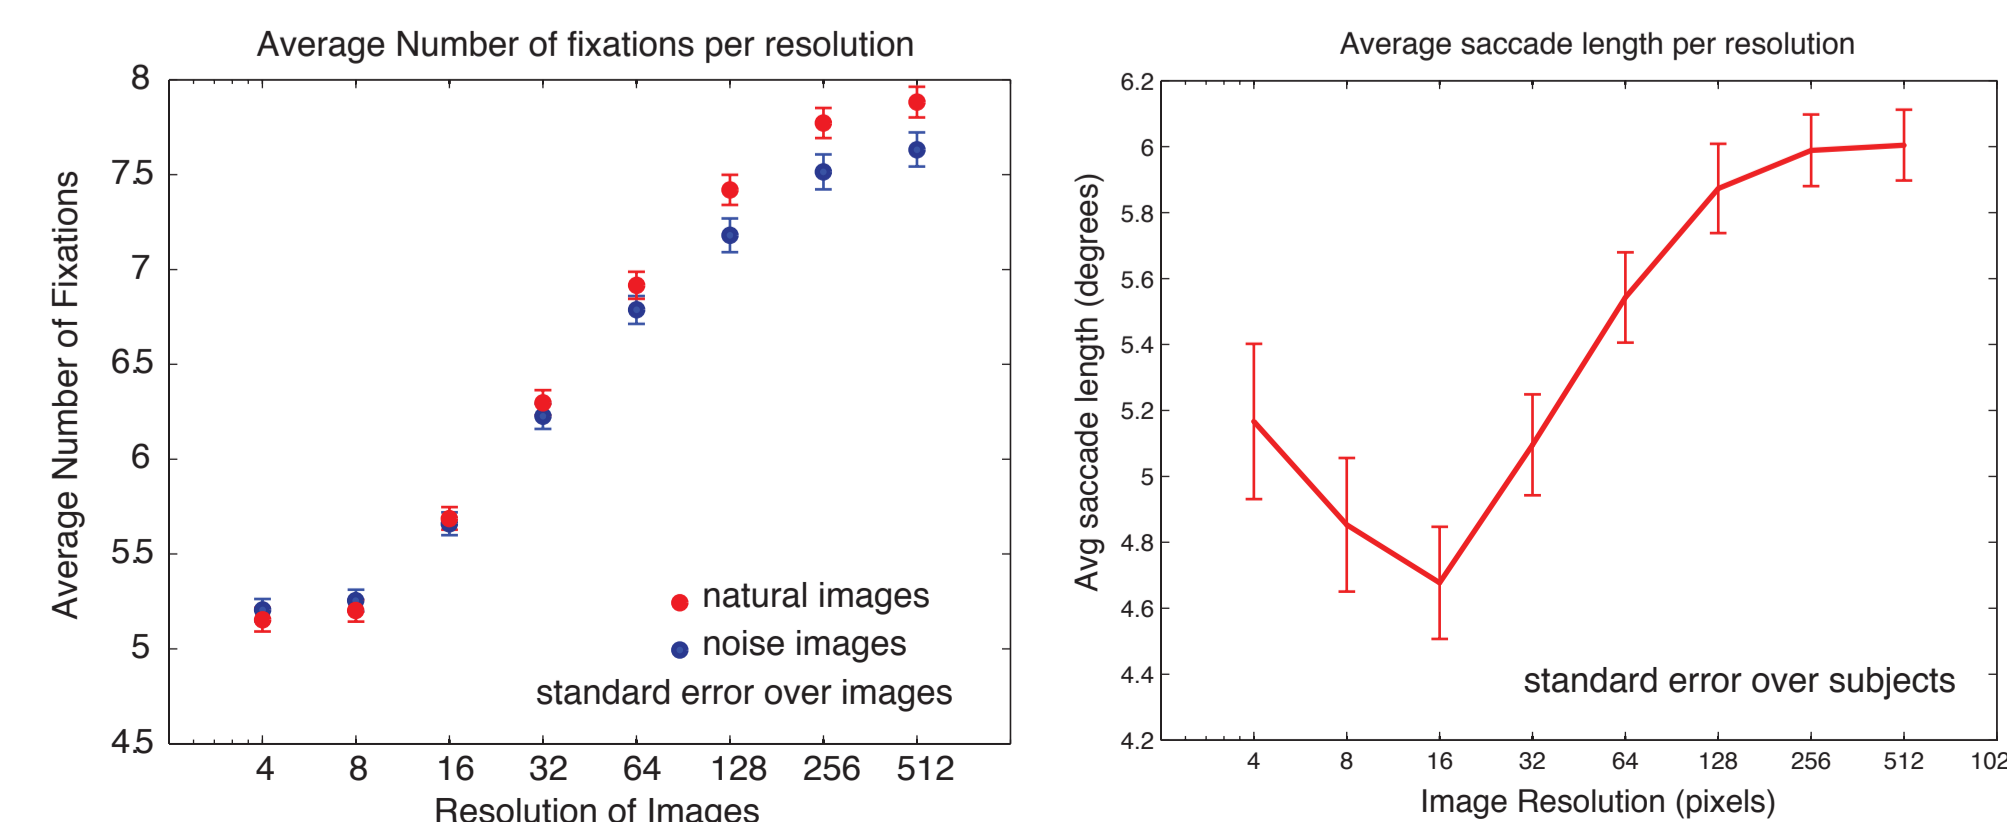 Average Number of fixations per resolution
8
7.5
7
6.5
6
5.5
5
4.5
Average Number of Fixations
natural images
noise images
standard error over images
4 8 16 32 64 128 256 512
Resolution of Images
Average saccade length per resolution
6.2
6
5.8
5.6
5.4
5.2
5
4.8
4.6
4.4
4.2
Avg saccade length (degrees)
standard error over subjects
4 8 16 32 64 128 256 512 102
Image Resolution (pixels)